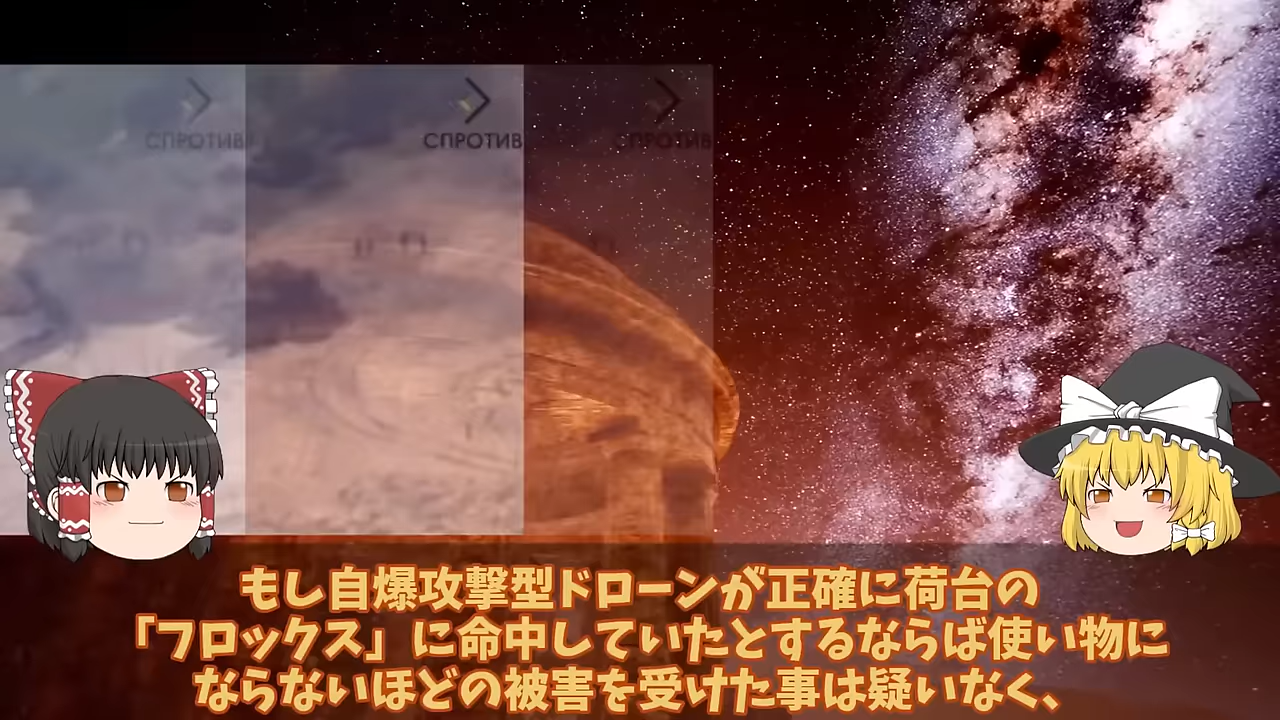 СПРОТИВ
СПРОТИВ
СПРОТИВ
もし自爆攻撃型ドローンが正確に荷台の
「フロックス」に命中していたとするならば使い物に
ならないほどの被害を受けた事は疑いなく、